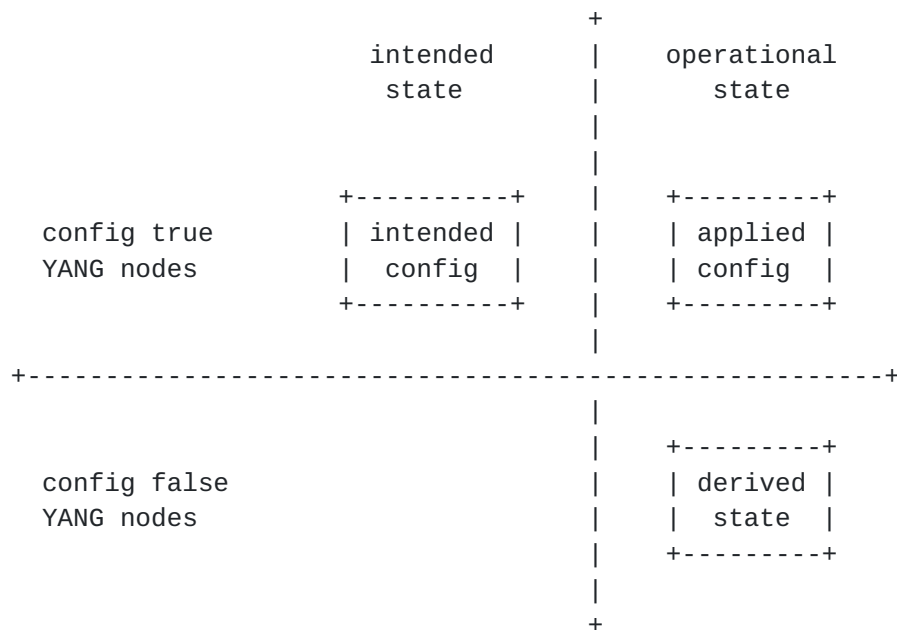 intended operational
state state
config true intended applied
YANG nodes config config
config false derived
YANG nodes state